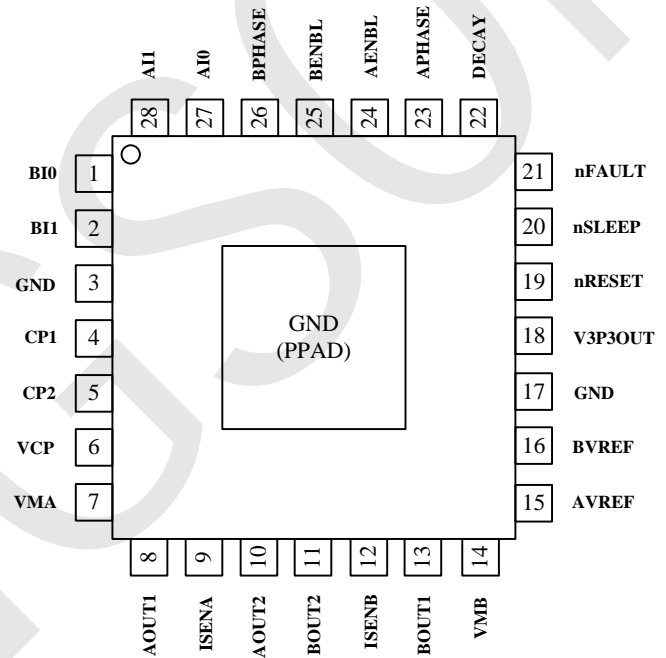 AI1
AI0
BPHASE
BENBL
AENBL
APHASE
DECAY
28
27
26
25
24
23
22
BI0 1
BI1 2
GND 3
CP1 4
CP2 5
VCP 6
VMA 7
21 nFAULT
20 nSLEEP
19 nRESET
18 V3P3OUT
17 GND
16 BVREF
15 AVREF
GND
(PPAD)
8
9
10
11
12
13
14
AOUT1
ISENA
AOUT2
BOUT2
ISENB
BOUT1
VMB